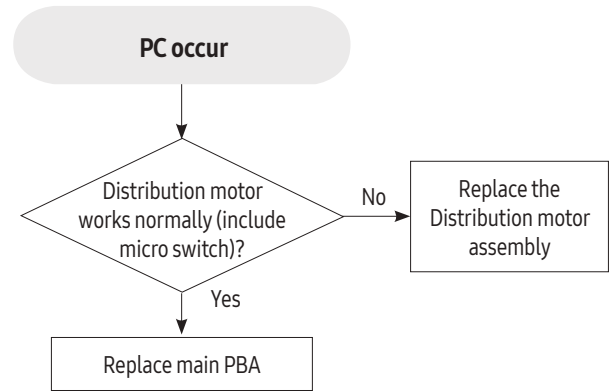 PC occur
Distribution motor
works normally (include
micro switch)?
No
Replace the
Distribution motor
assembly
Yes
Replace main PBA